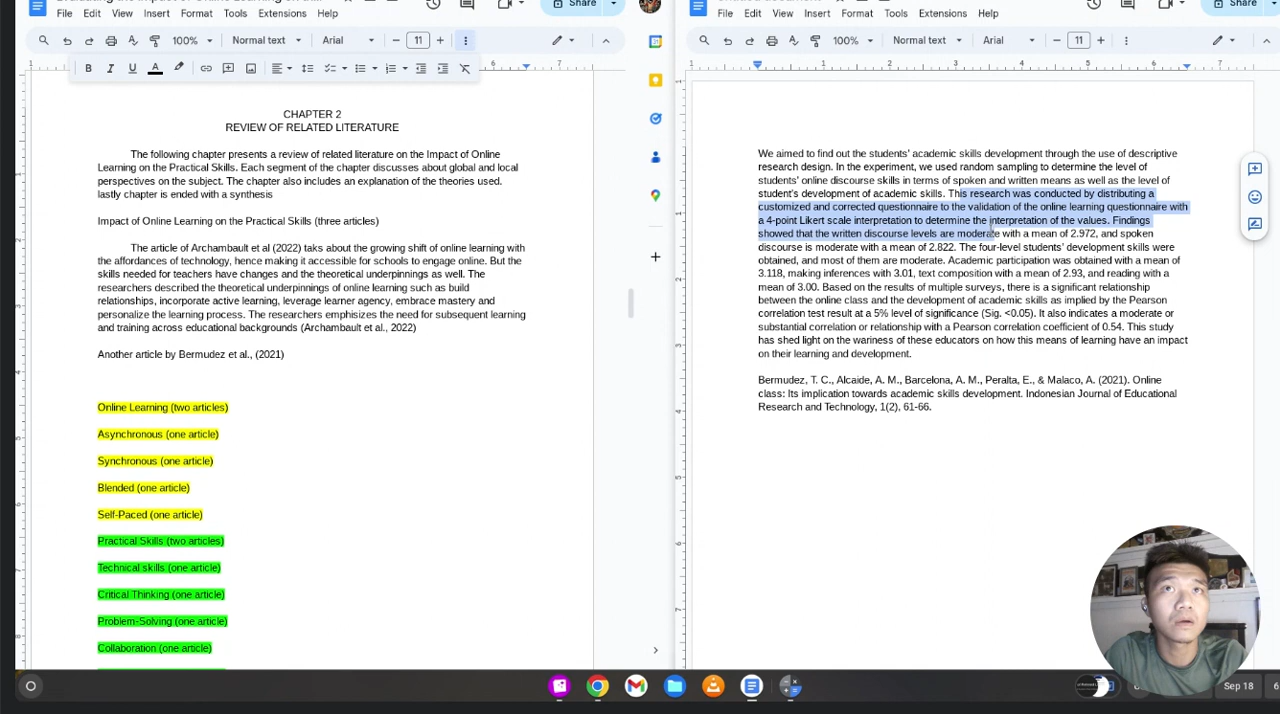 File Edit View Insert Format Tools Extensions Help
Share
100% Normal text Arial 11
1 6 7
CHAPTER 2
REVIEW OF RELATED LITERATURE
The following chapter presents a review of related literature on the Impact of Online
Learning on the Practical Skills. Each segment of the chapter discusses about global and local
perspectives on the subject. The chapter also includes an explanation of the theories used.
lastly chapter is ended with a synthesis
Impact of Online Learning on the Practical Skills (three articles)
The article of Archambault et al (2022) taks about the growing shift of online learning with
the affordances of technology, hence making it accessible for schools to engage online. But the
skills needed for teachers have changes and the theoretical underpinnings as well. The
researchers described the theoretical underpinnings of online learning such as build
relationships, incorporate active learning, leverage learner agency, embrace mastery and
personalize the learning process. The researchers emphisizes the need for subsequent learning
and training across educational backgrounds (Archambault et al., 2022)
Another article by Bermudez et al., (2021)
Online Learning (two articles)
Asynchronous (one article)
Synchronous (one article)
Blended (one article)
Self-Paced (one article)
Practical Skills (two articles)
Technical skills (one article)
Critical Thinking (one article)
Problem-Solving (one article)
Collaboration (one article)
File Edit View Insert Format Tools Extensions Help
Share
100% Normal text Arial 11
1 1 2 3 4 5 6 7
We aimed to find out the students' academic skills development through the use of descriptive
research design. In the experiment, we used random sampling to determine the level of
students' online discourse skills in terms of spoken and written means as well as the level of
student's development of academic skills. This research was conducted by distributing a
customized and corrected questionnaire to the validation of the online learning questionnaire with
a 4-point Likert scale interpretation to determine the interpretation of the values. Findings
showed that the written discourse levels are moderate with a mean of 2.972, and spoken
discourse is moderate with a mean of 2.822. The four-level students' development skills were
obtained, and most of them are moderate. Academic participation was obtained with a mean of
3.118, making inferences with 3.01, text composition with a mean of 2.93, and reading with a
mean of 3.00. Based on the results of multiple surveys, there is a significant relationship
between the online class and the development of academic skills as implied by the Pearson
correlation test result at a 5% level of significance (Sig. <0.05). It also indicates a moderate or
substantial correlation or relationship with a Pearson correlation coefficient of 0.54. This study
has shed light on the wariness of these educators on how this means of learning have an impact
on their learning and development.
Bermudez, T. C., Alcaide, A. M., Barcelona, A. M., Peralta, E., & Malaco, A. (2021). Online
class: Its implication towards academic skills development. Indonesian Journal of Educational
Research and Technology, 1(2), 61-66.
Sep 18